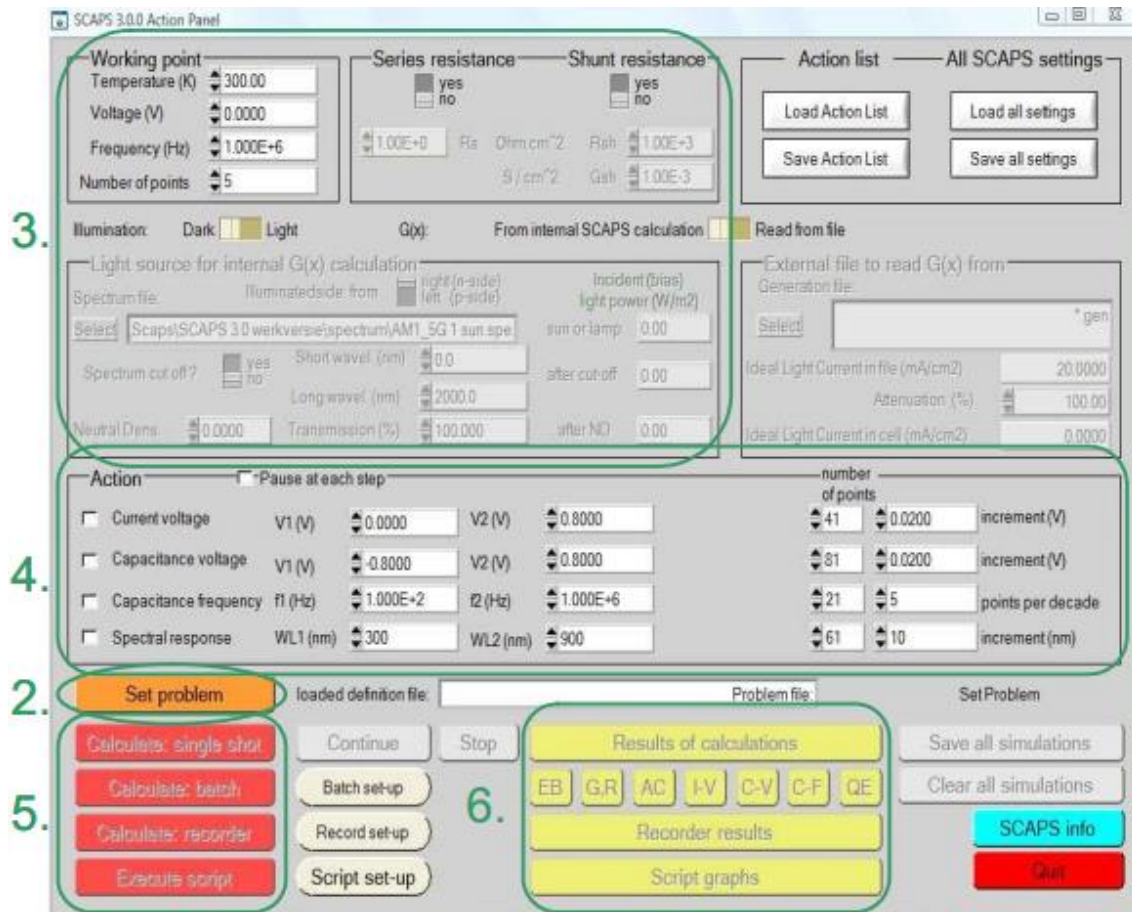 SCAPS 3.0.0 Action Panel
Working point
Temperature (K) 300.00
Voltage (V) 0.0000
Frequency (Hz) 1.000E+6
Number of points 5
Series resistance Shunt resistance
yes yes
no no
1.00E+0 Rs Ohm.cm^2 Rsh 1.00E+3
S / cm^2 Gsh 1.00E-3
Action list All SCAPS settings
Load Action List Load all settings
Save Action List Save all settings
3.
Illumination: Dark Light G(x): From internal SCAPS calculation Read from file
Light source for internal G(x) calculation
Spectrum file: Illuminated side: from right (n-side)
left (p-side)
Incident (bias)
light power (W/m2)
Select Scaps\SCAPS 3.0 werkversie\spectrum\AM1_5G 1 sun.spe sun or lamp 0.00
Spectrum cut off ? yes
no
Short wavel. (nm) 0.0
Long wavel. (nm) 2000.0
after cut-off 0.00
Neutral Dens. 0.0000 Transmission (%) 100.000 after ND 0.00
External file to read G(x) from
Generation file:
Select *.gen
Ideal Light Current in file (mA/cm2) 20.0000
Attenuation (%) 100.00
Ideal Light Current in cell (mA/cm2) 0.0000
4.
Action Pause at each step number
of points
Current voltage V1 (V) 0.0000 V2 (V) 0.8000 41 0.0200 increment (V)
Capacitance voltage V1 (V) -0.8000 V2 (V) 0.8000 81 0.0200 increment (V)
Capacitance frequency f1 (Hz) 1.000E+2 f2 (Hz) 1.000E+6 21 5 points per decade
Spectral response WL1 (nm) 300 WL2 (nm) 900 61 10 increment (nm)
2. Set problem loaded definition file: Problem file: Set Problem
5.
Calculate: single shot Continue Stop Results of calculations Save all simulations
Calculate: batch Batch set-up 6. EB G,R AC I-V C-V C-F QE Clear all simulations
Calculate: recorder Record set-up Recorder results SCAPS info
Execute script Script set-up Script graphs Quit